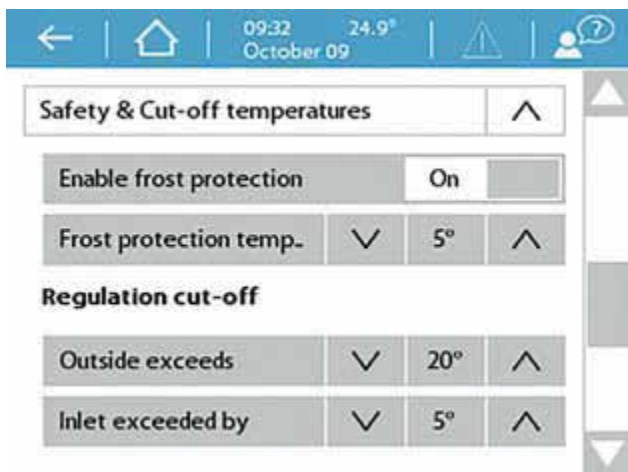 09:32 24.9°
October 09
?
Safety & Cut-off temperatures
Enable frost protection On
Frost protection temp.. 5°
Regulation cut-off
Outside exceeds 20°
Inlet exceeded by 5°